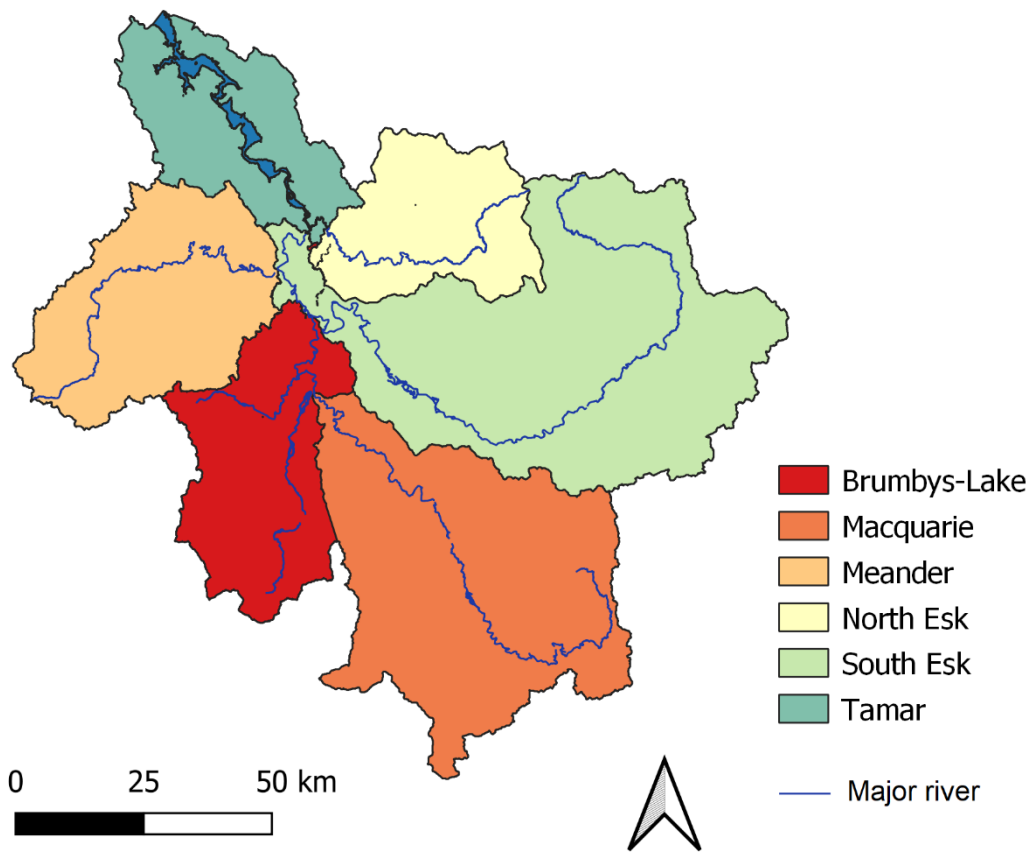 Brumbys-Lake
Macquarie
Meander
North Esk
South Esk
Tamar
Major river
0 25 50 km